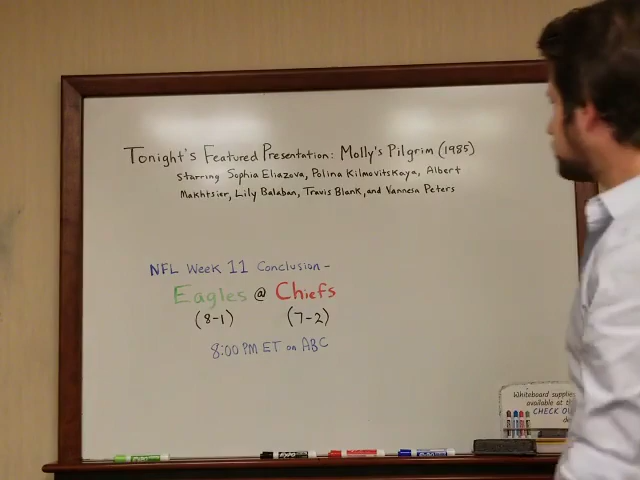 Tonight's Featured Presentation: Molly's Pilgrim (1985)
Starring Sophia Eliazova, Polina Kilmovitskaya, Albert
Makhtsier, Lily Balaban, Travis Blank, and Vannesa Peters
NFL Week 11 Conclusion-
Eagles @ Chiefs
(8-1) (7-2)
8:00 PM ET on ABC
Whiteboard supplies
available at
CHECK
EXPO